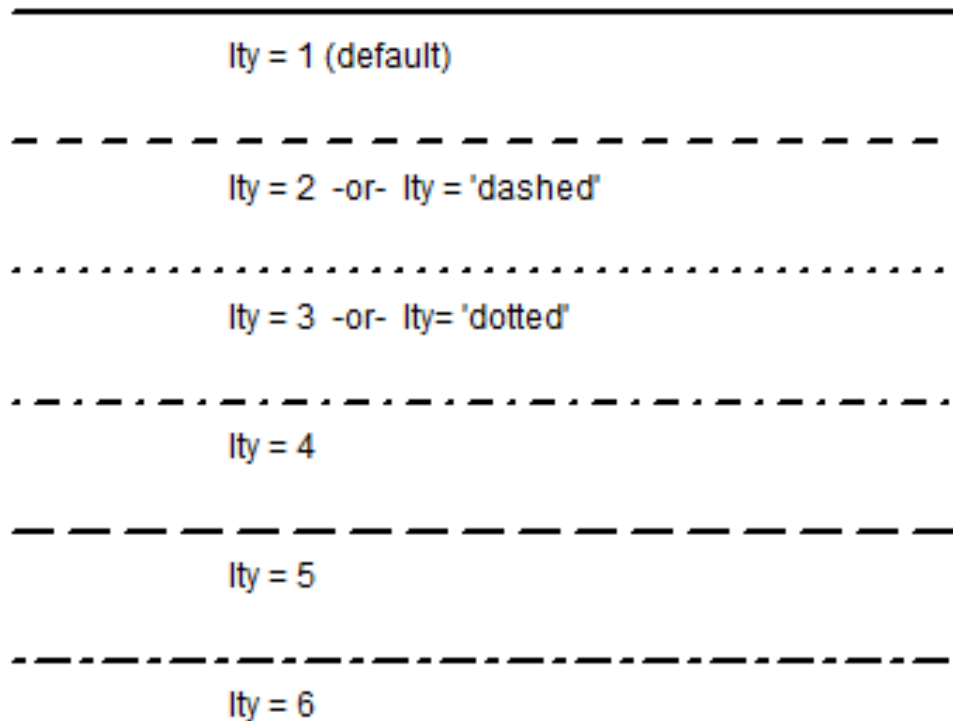 lty = 1 (default)
lty = 2 -or- lty = 'dashed'
lty = 3 -or- lty= 'dotted'
lty = 4
lty = 5
lty = 6